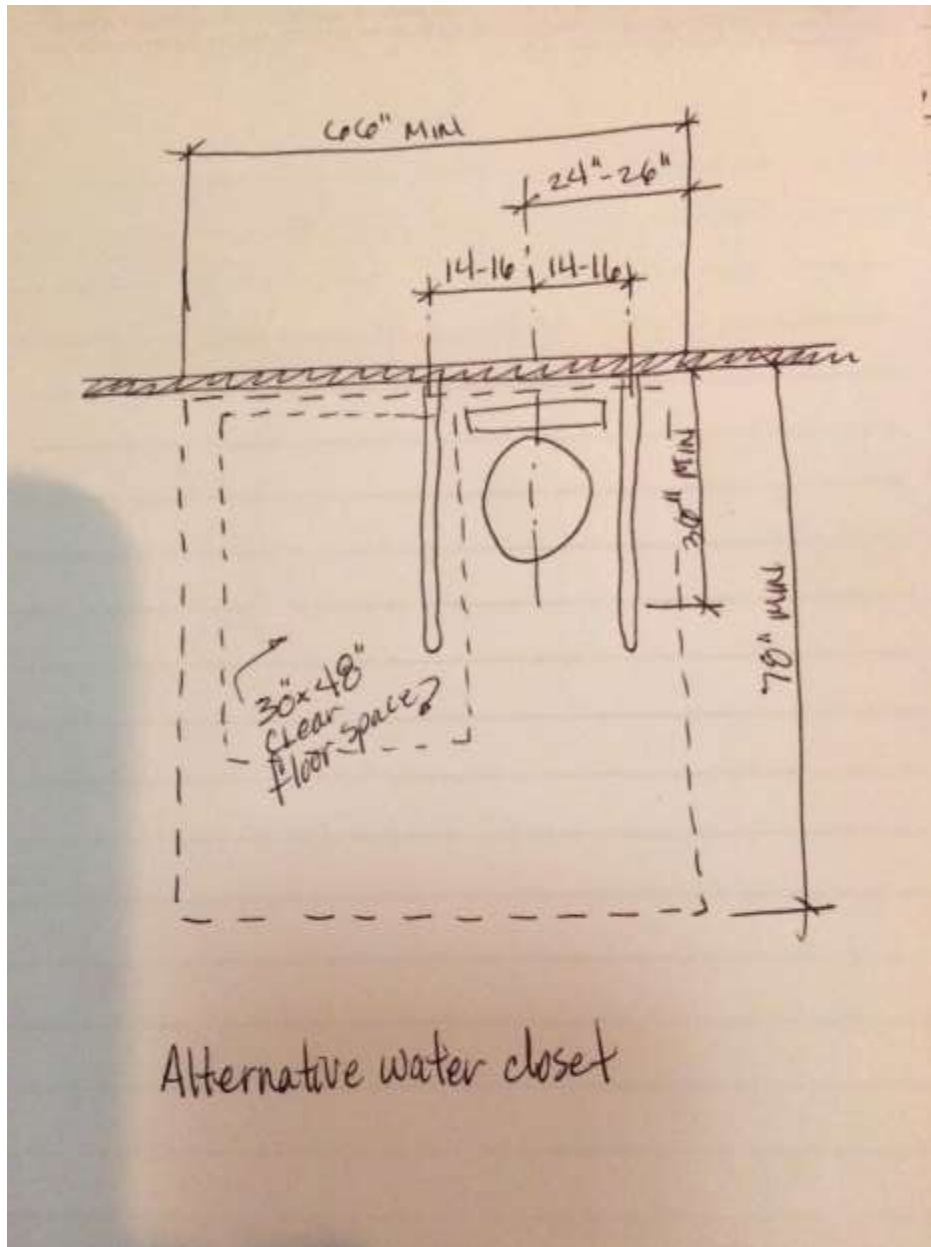 66" MIN
24"-26"
14-16 14-16
36" MIN
78" MIN
30"x48"
clear
floor space?
Alternative water closet